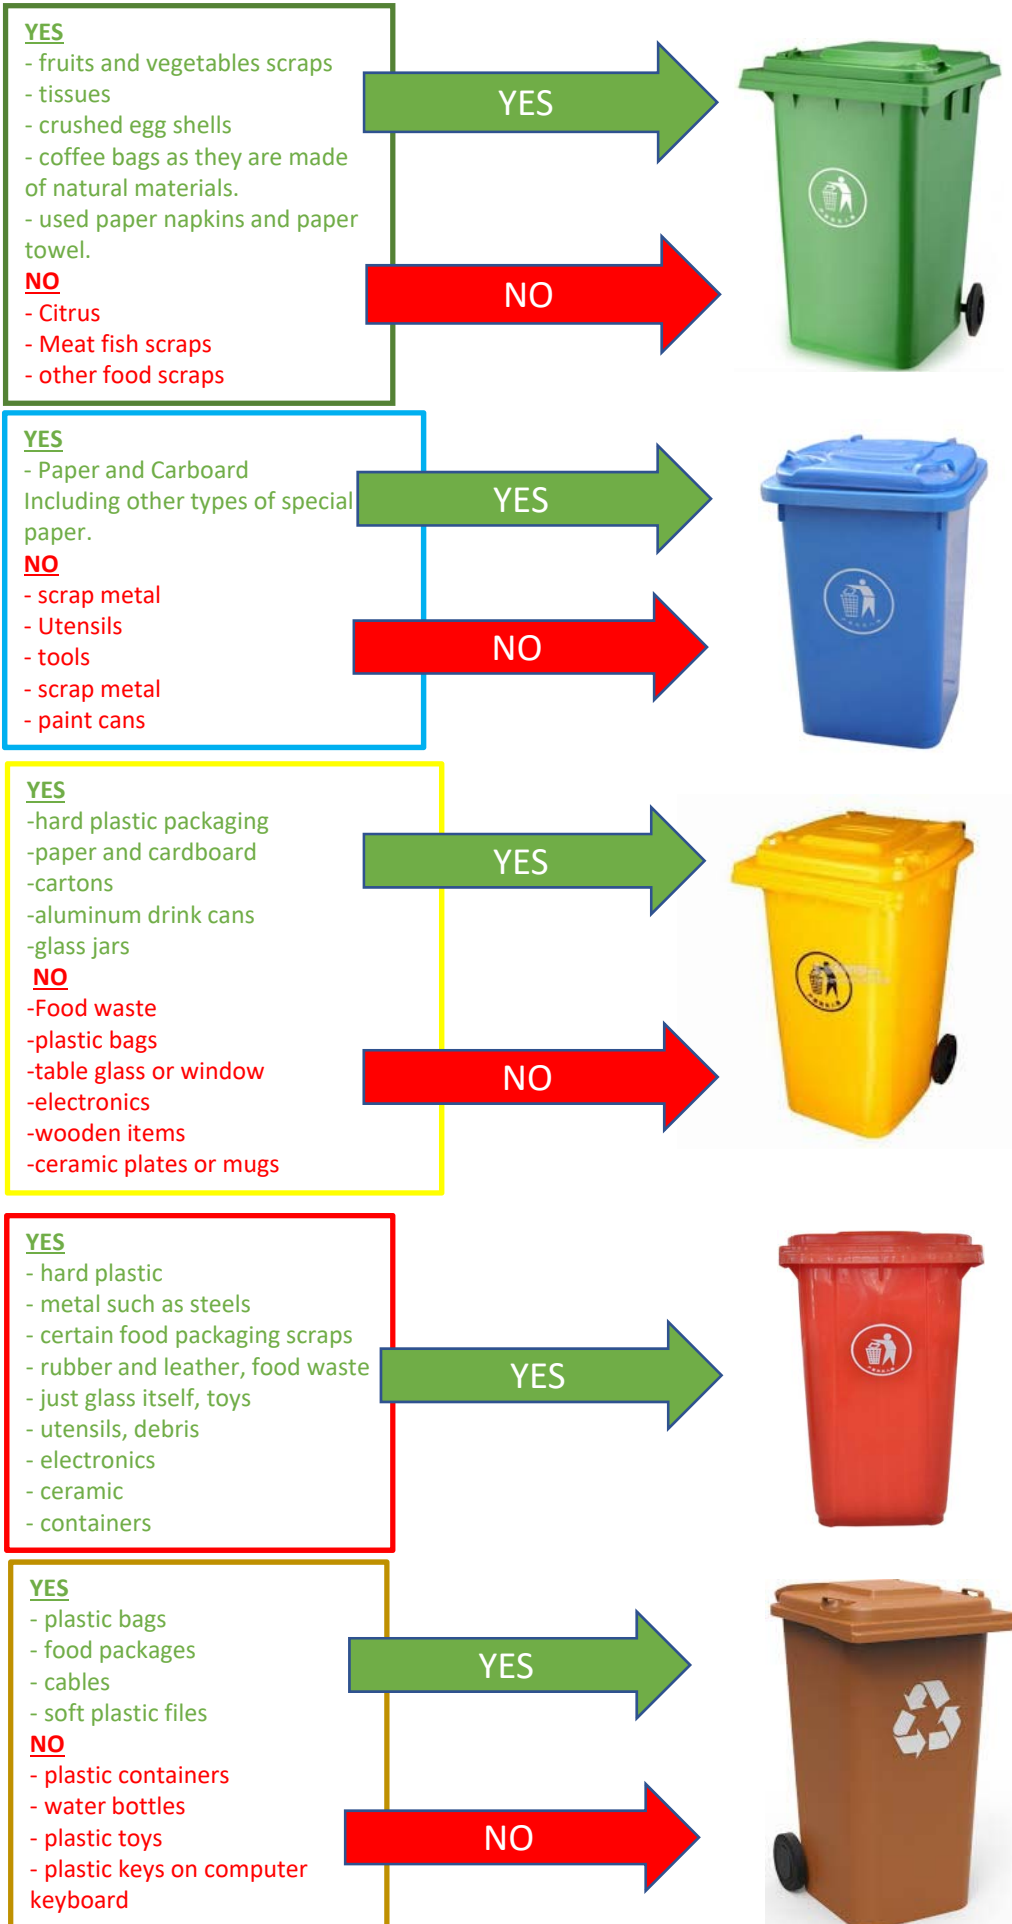 YES
- fruits and vegetables scraps
- tissues
- crushed egg shells
- coffee bags as they are made
of natural materials.
- used paper napkins and paper
towel.
NO
- Citrus
- Meat fish scraps
- other food scraps
YES
NO
YES
- Paper and Carboard
Including other types of special
paper.
NO
- scrap metal
- Utensils
- tools
- scrap metal
- paint cans
YES
NO
YES
-hard plastic packaging
-paper and cardboard
-cartons
-aluminum drink cans
-glass jars
NO
-Food waste
-plastic bags
-table glass or window
-electronics
-wooden items
-ceramic plates or mugs
YES
NO
YES
- hard plastic
- metal such as steels
- certain food packaging scraps
- rubber and leather, food waste
- just glass itself, toys
- utensils, debris
- electronics
- ceramic
- containers
YES
YES
- plastic bags
- food packages
- cables
- soft plastic files
NO
- plastic containers
- water bottles
- plastic toys
- plastic keys on computer
keyboard
YES
NO